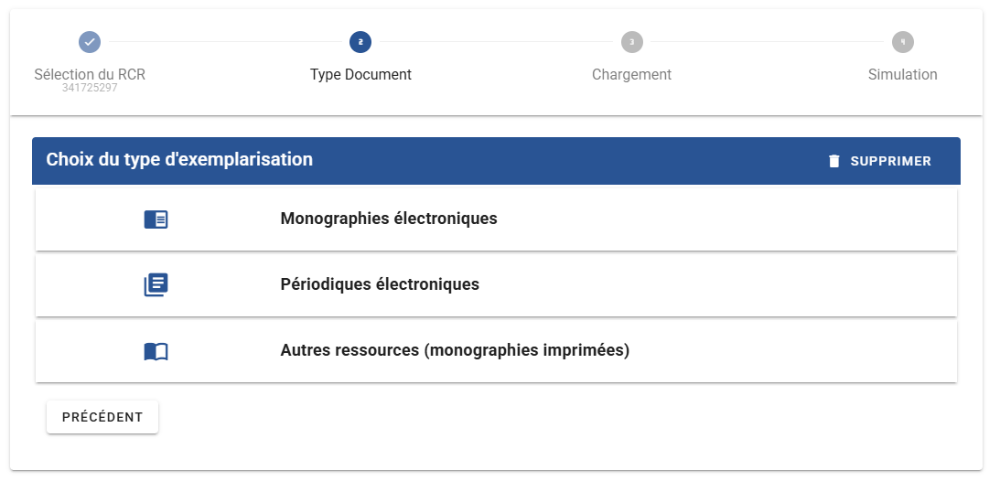 2
3
4
Sélection du RCR
Type Document
Chargement
Simulation
341725297
Choix du type d'exemplarisation
SUPPRIMER
Monographies électroniques
Périodiques électroniques
Autres ressources (monographies imprimées)
PRÉCÉDENT